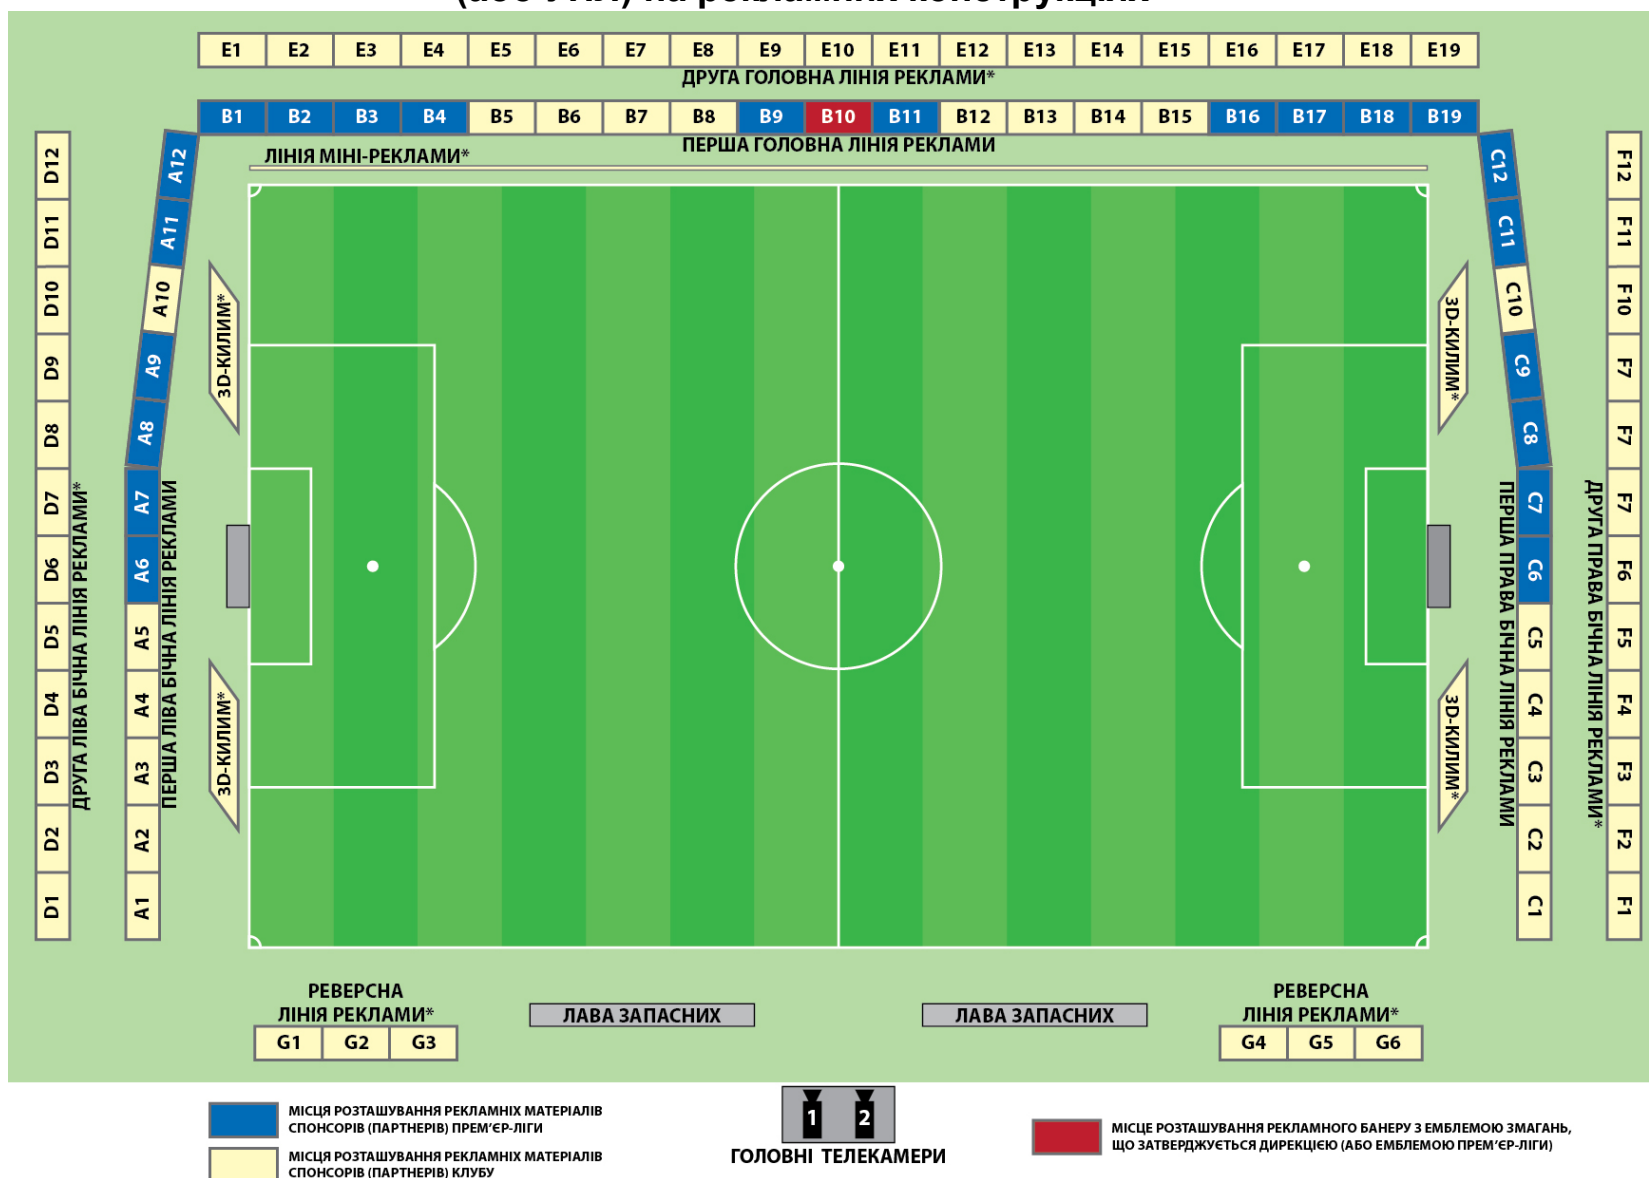 (або УПЛ) на рекламних конструкціях
E1 E2 E3 E4 E5 E6 E7 E8 E9 E10 E11 E12 E13 E14 E15 E16 E17 E18 E19
ДРУГА ГОЛОВНА ЛІНІЯ РЕКЛАМИ*
B1 B2 B3 B4 B5 B6 B7 B8 B9 B10 B11 B12 B13 B14 B15 B16 B17 B18 B19
ПЕРША ГОЛОВНА ЛІНІЯ РЕКЛАМИ
ЛІНІЯ МІНІ-РЕКЛАМИ*
D12
D11
D10
D9
D8
D7
D6
D5
D4
D3
D2
D1
ДРУГА ЛІВА БІЧНА ЛІНІЯ РЕКЛАМИ*
A12
A11
A10
A9
A8
A7
A6
A5
A4
A3
A2
A1
ПЕРША ЛІВА БІЧНА ЛІНІЯ РЕКЛАМИ
3D-КИЛИМ*
3D-КИЛИМ*
3D-КИЛИМ*
3D-КИЛИМ*
C12
C11
C10
C9
C8
C7
C6
C5
C4
C3
C2
C1
ПЕРША ПРАВА БІЧНА ЛІНІЯ РЕКЛАМИ
F12
F11
F10
F7
F7
F7
F6
F5
F4
F3
F2
F1
ДРУГА ПРАВА БІЧНА ЛІНІЯ РЕКЛАМИ*
РЕВЕРСНА
ЛІНІЯ РЕКЛАМИ*
G1 G2 G3
ЛАВА ЗАПАСНИХ
ЛАВА ЗАПАСНИХ
РЕВЕРСНА
ЛІНІЯ РЕКЛАМИ*
G4 G5 G6
МІСЦЯ РОЗТАШУВАННЯ РЕКЛАМНІХ МАТЕРІАЛІВ
СПОНСОРІВ (ПАРТНЕРІВ) ПРЕМ’ЄР-ЛІГИ
МІСЦЯ РОЗТАШУВАННЯ РЕКЛАМНИХ МАТЕРІАЛІВ
СПОНСОРІВ (ПАРТНЕРІВ) КЛУБУ
1 2
ГОЛОВНІ ТЕЛЕКАМЕРИ
МІСЦЕ РОЗТАШУВАННЯ РЕКЛАМНОГО БАНЕРУ З ЕМБЛЕМОЮ ЗМАГАНЬ,
ЩО ЗАТВЕРДЖУЄТЬСЯ ДИРЕКЦІЄЮ (АБО ЕМБЛЕМОЮ ПРЕМ’ЄР-ЛІГИ)